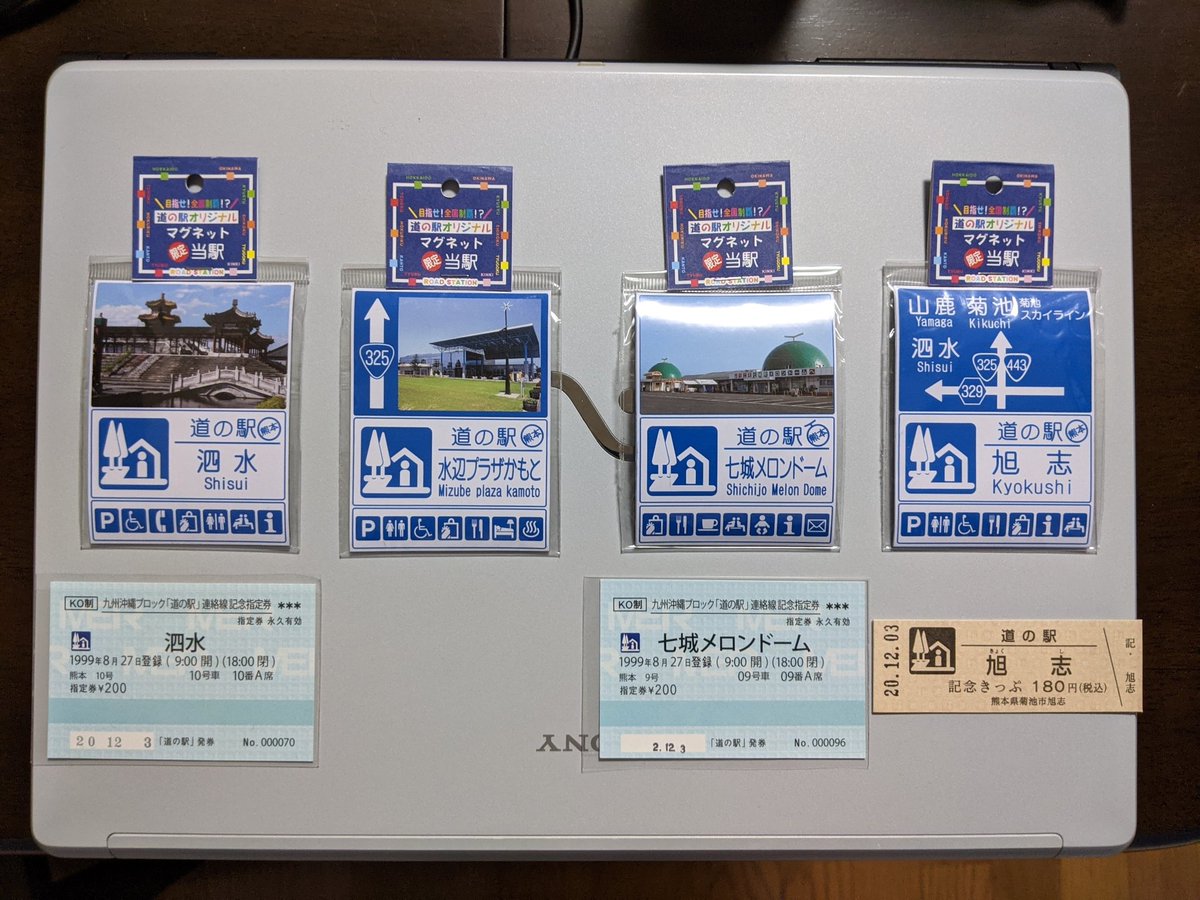 目指せ!全国制覇!?
道の駅オリジナル
マグネット
限定 当駅
ROAD STATION
道の駅 熊本
泗水
Shisui
目指せ!全国制覇!?
道の駅オリジナル
マグネット
限定 当駅
ROAD STATION
325
道の駅 熊本
水辺プラザかもと
Mizube plaza kamoto
目指せ!全国制覇!?
道の駅オリジナル
マグネット
限定 当駅
ROAD STATION
道の駅
七城メロンドーム
Shichijo Melon Dome
目指せ!全国制覇!?
道の駅オリジナル
マグネット
限定 当駅
ROAD STATION
山鹿 菊池 菊池スカイライン
Yamaga Kikuchi
泗水
Shisui
325 443
329
道の駅 熊本
旭志
Kyokushi
KO制 九州沖縄ブロック「道の駅」連絡線記念指定券 ***
指定券 永久有効
泗水
1999年8月27日登録 (9:00開) (18:00閉)
熊本 10号 10号車 10番A席
指定券¥200
20 12 3 「道の駅」発券 No.000070
KO制 九州沖縄ブロック「道の駅」連絡線記念指定券 ***
指定券 永久有効
七城メロンドーム
1999年8月27日登録 (9:00開) (18:00閉)
熊本 9号 09号車 09番A席
指定券¥200
2.12 3 「道の駅」発券 No.000096
20.12.03
道の駅
きょく し
旭志
記念きっぷ 180円(税込)
熊本県菊池市旭志
記・旭志
SONY